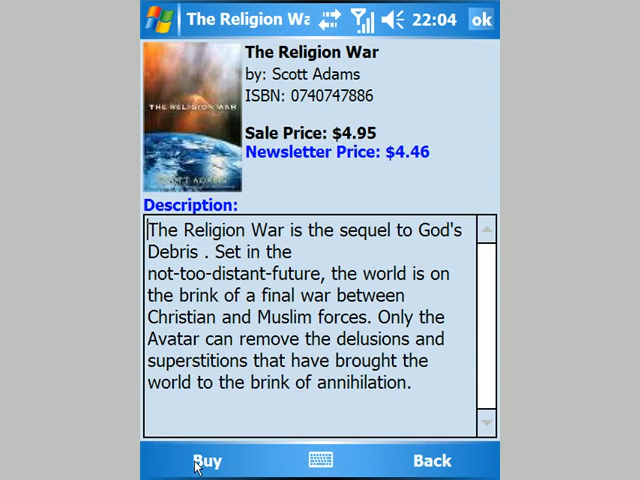 The Religion Wa 22:04 ok
THE RELIGION WAR
SCOTT ADAMS
The Religion War
by: Scott Adams
ISBN: 0740747886
Sale Price: $4.95
Newsletter Price: $4.46
Description:
The Religion War is the sequel to God's
Debris . Set in the
not-too-distant-future, the world is on
the brink of a final war between
Christian and Muslim forces. Only the
Avatar can remove the delusions and
superstitions that have brought the
world to the brink of annihilation.
Buy Back